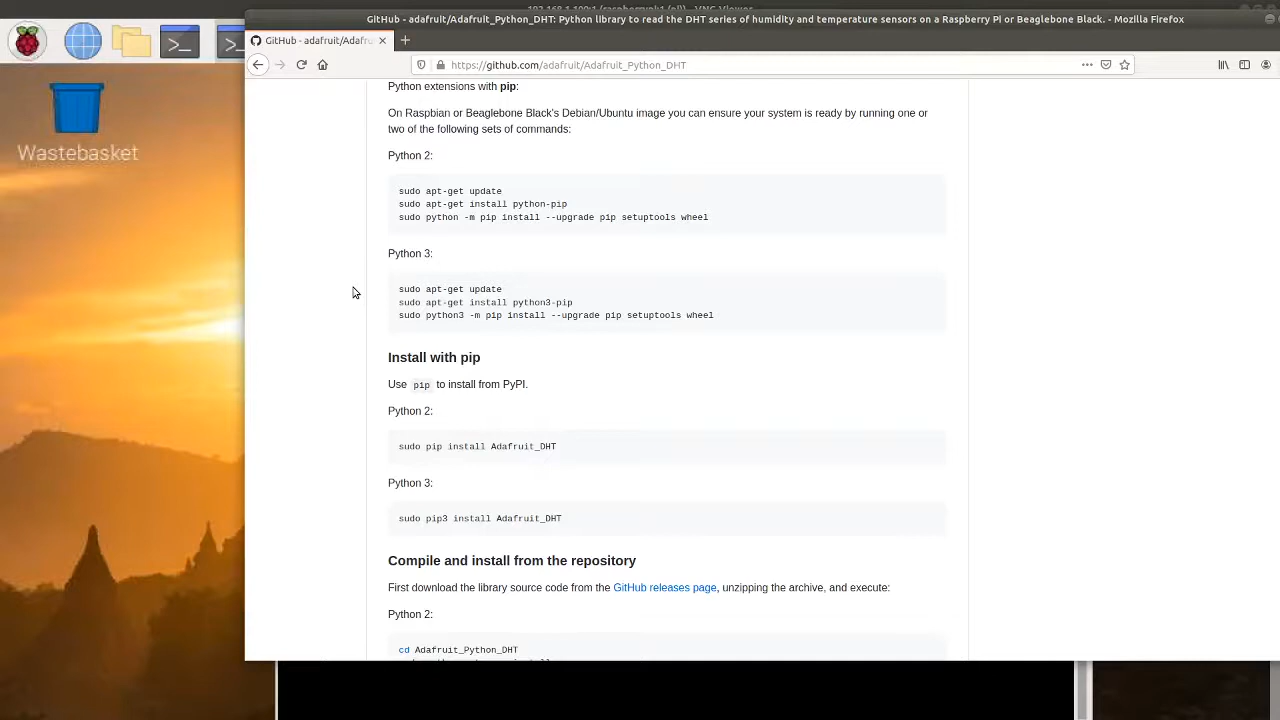 GitHub - adafruit/Adafruit_Python_DHT: Python library to read the DHT series of humidity and temperature sensors on a Raspberry Pi or Beaglebone Black. - Mozilla Firefox
GitHub - adafruit/Adafru
https://github.com/adafruit/Adafruit_Python_DHT
Wastebasket
Python extensions with pip:
On Raspbian or Beaglebone Black's Debian/Ubuntu image you can ensure your system is ready by running one or
two of the following sets of commands:
Python 2:
sudo apt-get update
sudo apt-get install python-pip
sudo python -m pip install --upgrade pip setuptools wheel
Python 3:
sudo apt-get update
sudo apt-get install python3-pip
sudo python3 -m pip install --upgrade pip setuptools wheel
Install with pip
Use pip to install from PyPI.
Python 2:
sudo pip install Adafruit_DHT
Python 3:
sudo pip3 install Adafruit_DHT
Compile and install from the repository
First download the library source code from the GitHub releases page, unzipping the archive, and execute:
Python 2:
cd Adafruit_Python_DHT